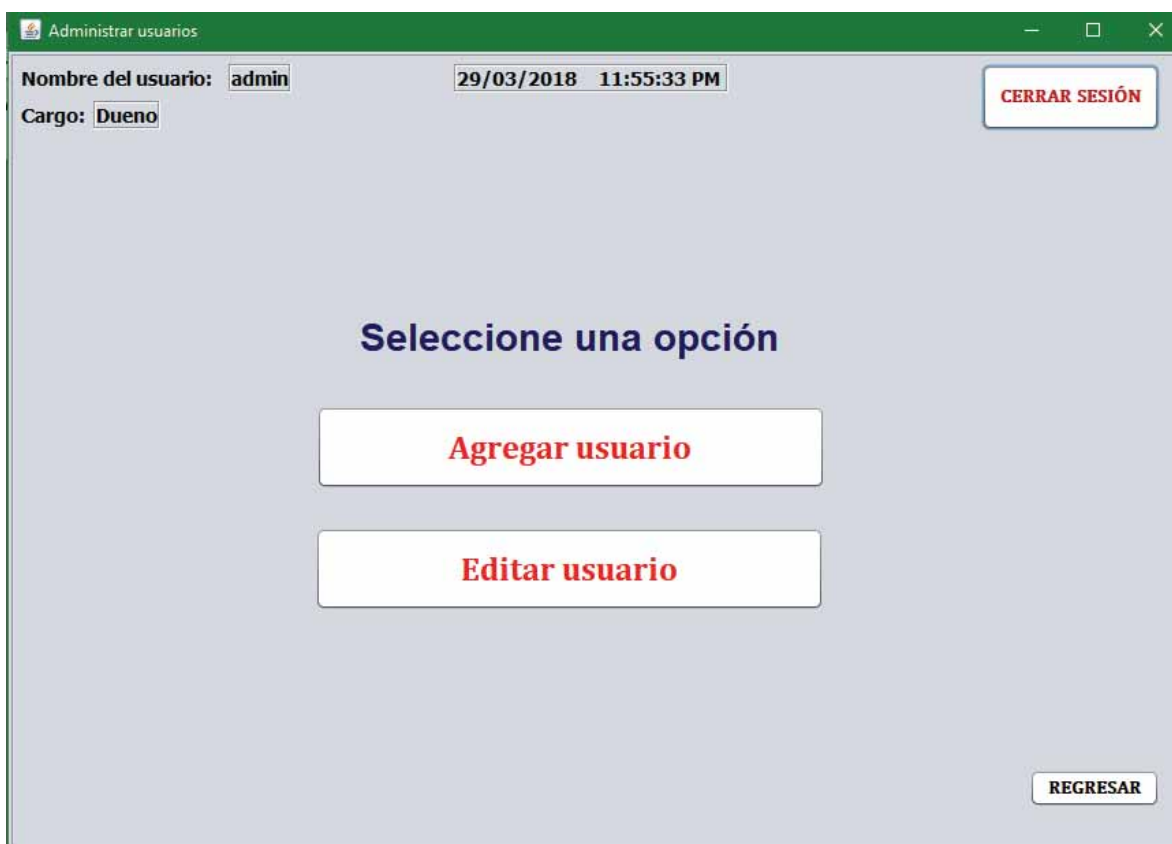 Administrar usuarios
Nombre del usuario: admin 29/03/2018 11:55:33 PM
CERRAR SESIÓN
Cargo: Dueno
Seleccione una opción
Agregar usuario
Editar usuario
REGRESAR